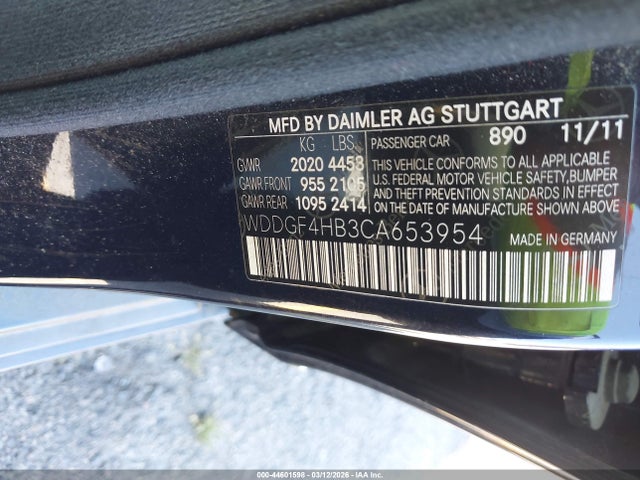 MFD BY DAIMLER AG STUTTGART
KG LBS
GVWR 2020 4453
GAWR FRONT 955 2105
GAWR REAR 1095 2414
PASSENGER CAR 890 11/11
THIS VEHICLE CONFORMS TO ALL APPLICABLE
U.S. FEDERAL MOTOR VEHICLE SAFETY,BUMPER
AND THEFT PREVENTION STANDARDS IN EFFECT
ON THE DATE OF MANUFACTURE SHOWN ABOVE
WDDGF4HB3CA653954 MADE IN GERMANY
000-44601598 - 03/12/2026 - IAA Inc.